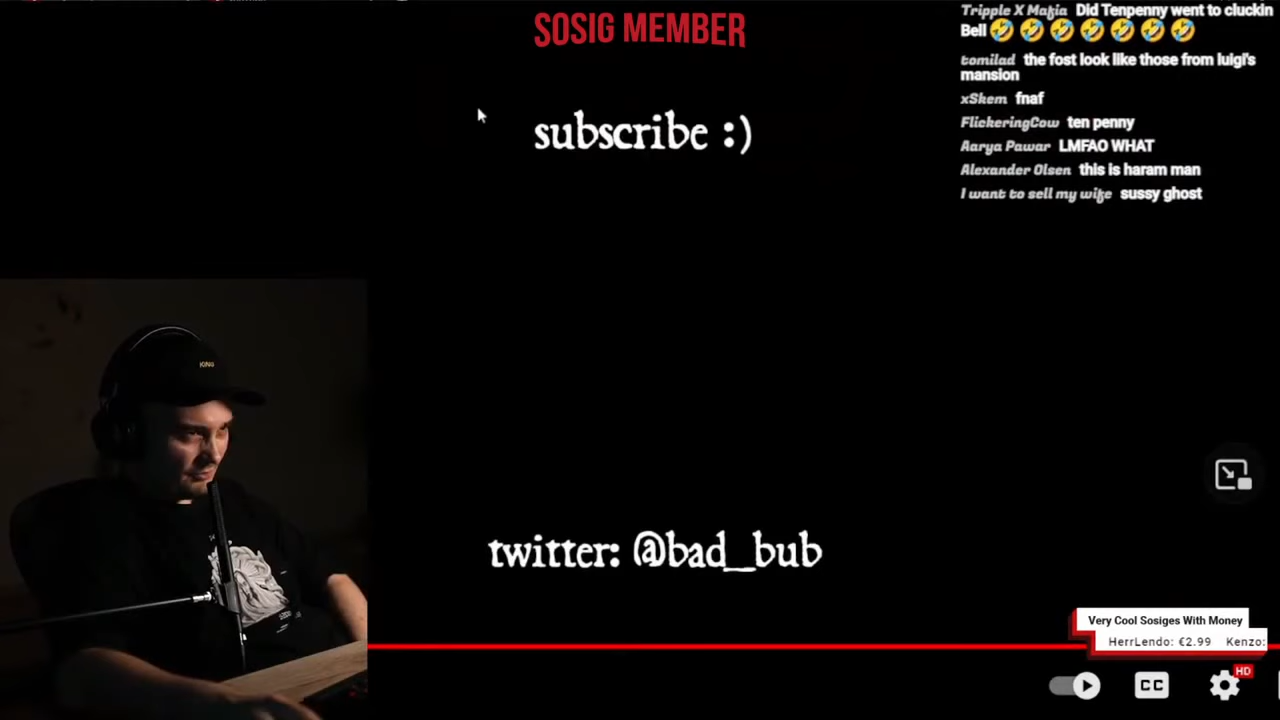 SOSIG MEMBER
subscribe :)
Tripple X Mafia Did Tenpenny went to cluckin
Bell 🤣🤣🤣🤣🤣🤣🤣
tomilad the fost look like those from luigi's
mansion
xSkem fnaf
FlickeringCow ten penny
Aarya Pawar LMFAO WHAT
Alexander Olsen this is haram man
I want to sell my wife sussy ghost
KING
twitter: @bad_bub
Very Cool Sosiges With Money
HerrLendo: €2.99 Kenzo:
CC
HD